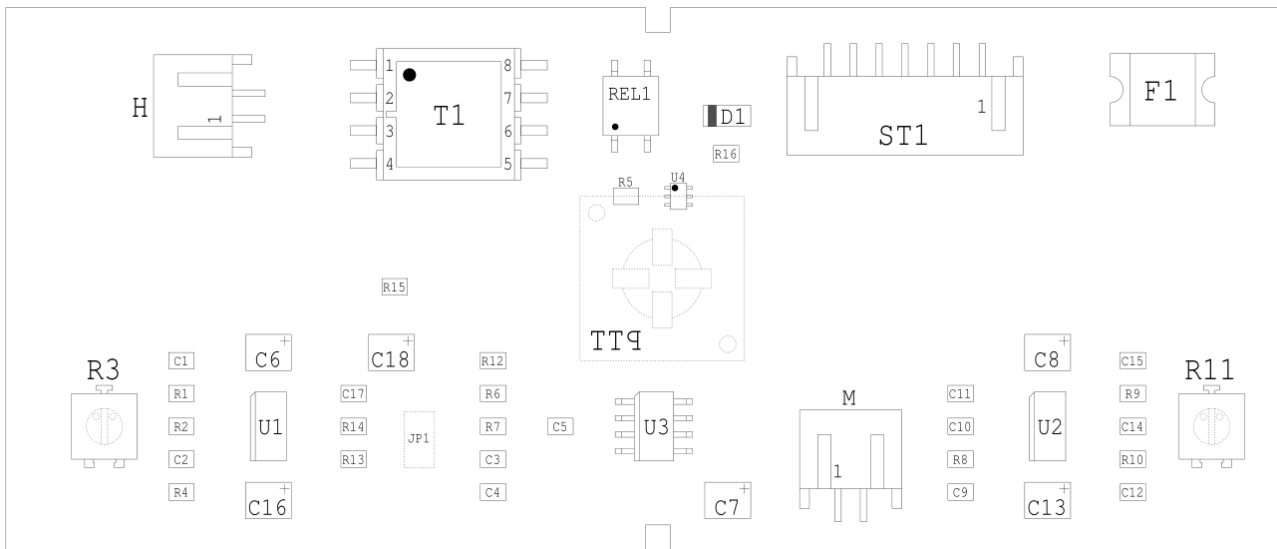 H
1
1
2
3
4
T1
8
7
6
5
REL1
D1
R16
1
ST1
F1
R5
U4
R15
PTT
R3
C1
R1
R2
C2
R4
C6
U1
C16
C18
C17
R14
R13
JP1
R12
R6
R7
C3
C4
C5
U3
C7
M
1
C11
C10
R8
C9
C8
U2
C13
C15
R9
C14
R10
C12
R11